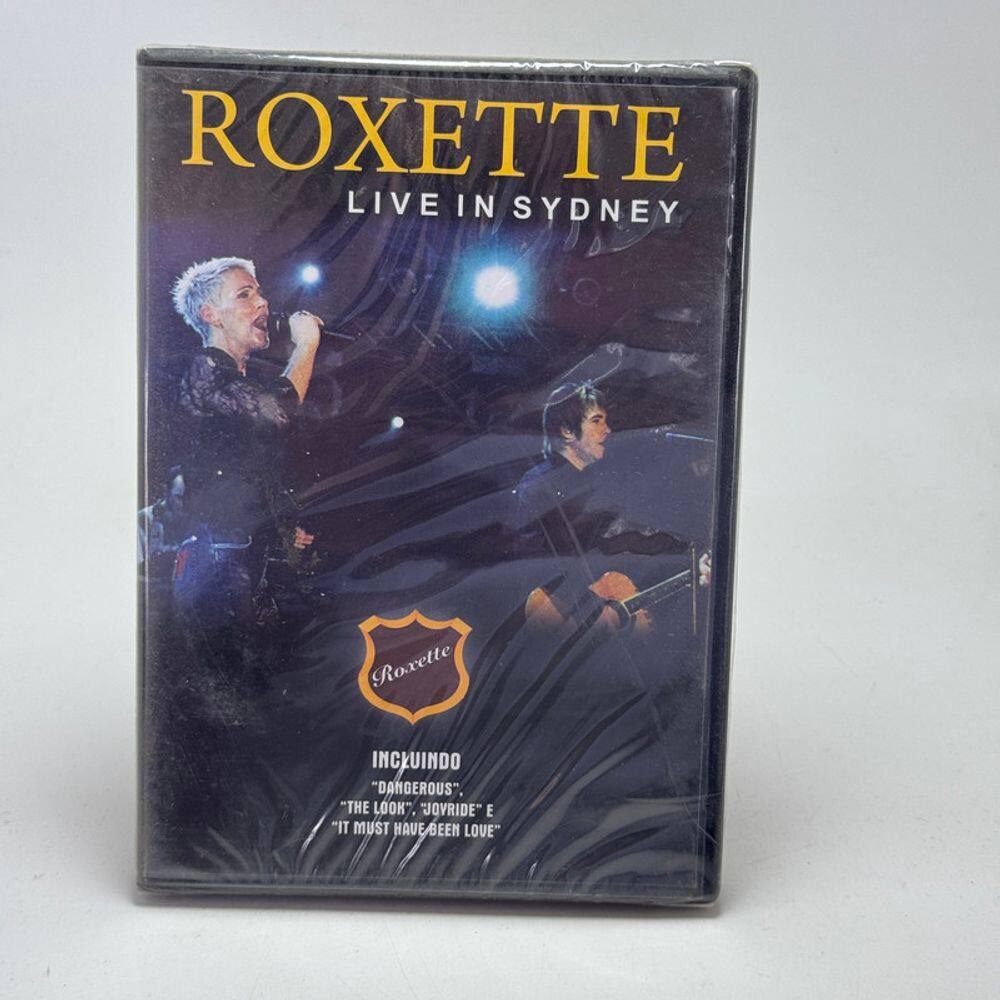 ROXETTE
LIVE IN SYDNEY
Roxette
INCLUINDO
"DANGEROUS",
"THE LOOK", "JOYRIDE" E
"IT MUST HAVE BEEN LOVE"